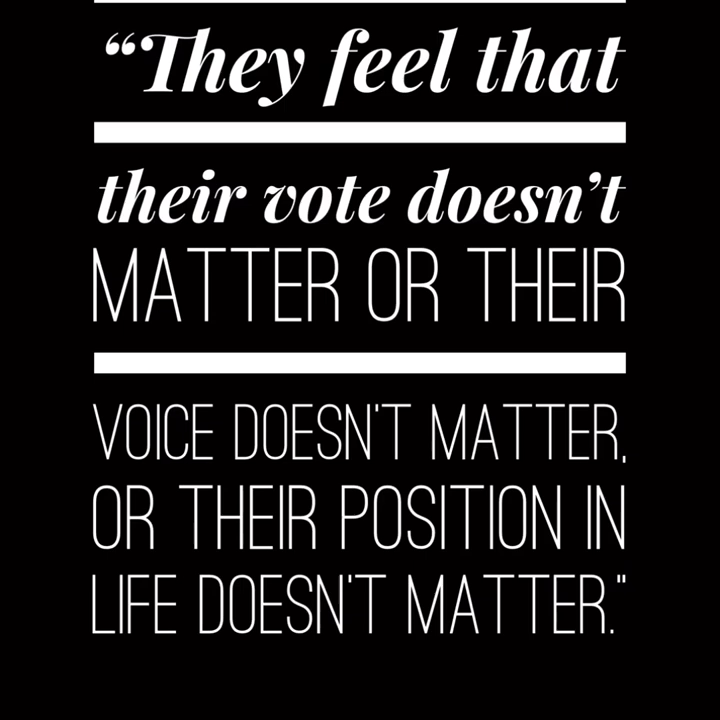 “They feel that
their vote doesn’t
MATTER OR THEIR
VOICE DOESN'T MATTER,
OR THEIR POSITION IN
LIFE DOESN'T MATTER."